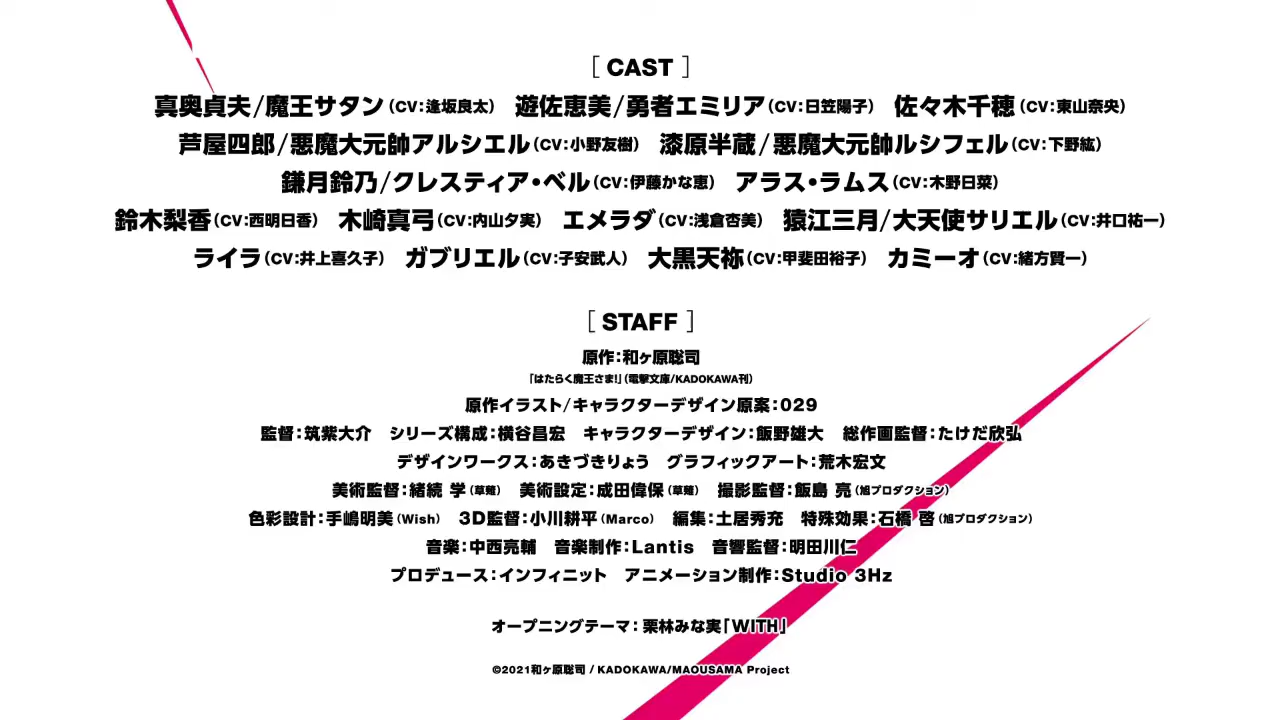 [ CAST ]
真奥貞夫/魔王サタン(CV:逢坂良太) 遊佐恵美/勇者エミリア(CV:日笠陽子) 佐々木千穂(CV:東山奈央)
芦屋四郎/悪魔大元帥アルシエル(CV:小野友樹) 漆原半蔵/悪魔大元帥ルシフェル(CV:下野紘)
鎌月鈴乃/クレスティア・ベル(CV:伊藤かな恵) アラス・ラムス(CV:木野日菜)
鈴木梨香(CV:西明日香) 木崎真弓(CV:内山夕実) エメラダ(CV:浅倉杏美) 猿江三月/大天使サリエル(CV:井口祐一)
ライラ(CV:井上喜久子) ガブリエル(CV:子安武人) 大黒天祢(CV:甲斐田裕子) カミーオ(CV:緒方賢一)
[ STAFF ]
原作:和ヶ原聡司
「はたらく魔王さま!」(電撃文庫/KADOKAWA刊)
原作イラスト/キャラクターデザイン原案:029
監督:筑紫大介 シリーズ構成:横谷昌宏 キャラクターデザイン:飯野雄大 総作画監督:たけだ欣弘
デザインワークス:あきづきりょう グラフィックアート:荒木宏文
美術監督:緒続 学(草薙) 美術設定:成田偉保(草薙) 撮影監督:飯島 亮(旭プロダクション)
色彩設計:手嶋明美(Wish) 3D監督:小川耕平(Marco) 編集:土居秀充 特殊効果:石橋 啓(旭プロダクション)
音楽:中西亮輔 音楽制作:Lantis 音響監督:明田川仁
プロデュース:インフィニット アニメーション制作:Studio 3Hz
オープニングテーマ:栗林みな実「WITH」
©2021和ヶ原聡司 / KADOKAWA/MAOUSAMA Project